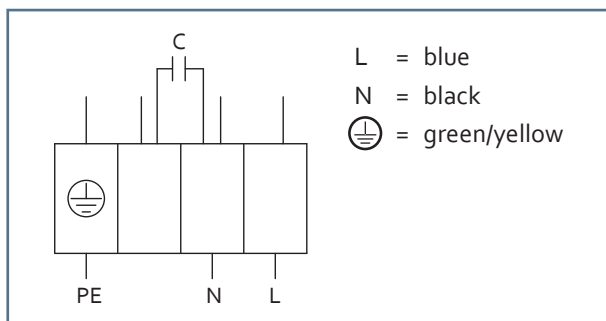 C
L = blue
N = black
= green/yellow
PE N L